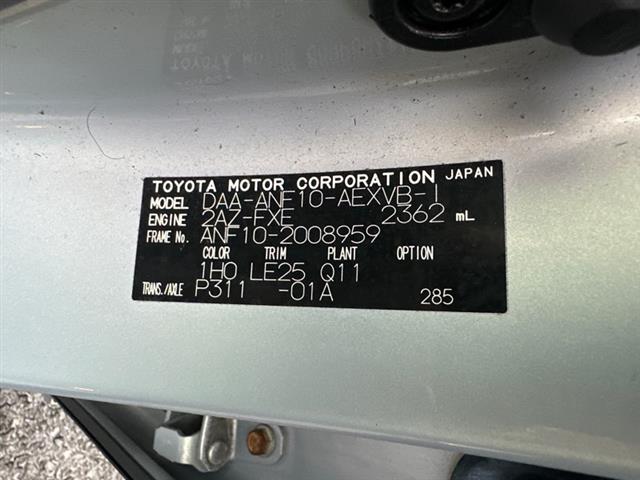 TOYOTA MOTOR CORPORATION JAPAN
MODEL DAA-ANF10-AEXVB-I
ENGINE 2AZ-FXE 2362 mL
FRAME No. ANF10-2008959
COLOR TRIM PLANT OPTION
1H0 LE25 Q11
TRANS./AXLE P311 -01A 285